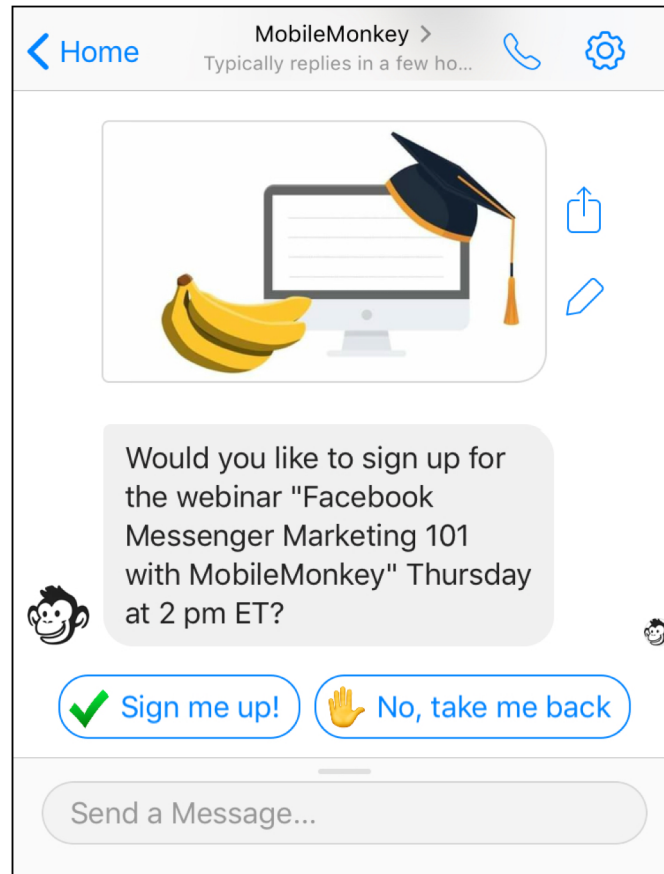 Home
MobileMonkey >
Typically replies in a few ho...
Would you like to sign up for
the webinar "Facebook
Messenger Marketing 101
with MobileMonkey" Thursday
at 2 pm ET?
Sign me up!
No, take me back
Send a Message...